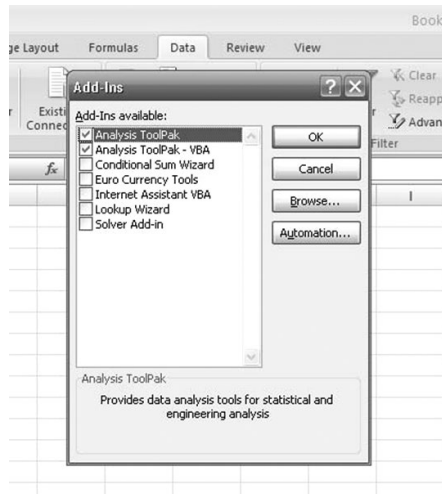 Book
Layout Formulas Data Review View
Add-Ins ? X
Clear
Add-Ins available:
Analysis ToolPak
Analysis ToolPak - VBA
Conditional Sum Wizard
Euro Currency Tools
Internet Assistant VBA
Lookup Wizard
Solver Add-in
OK
Cancel
Browse...
Automation...
Existi
Connec
Reapp
Advan
Filter
fx
I
Analysis ToolPak
Provides data analysis tools for statistical and
engineering analysis